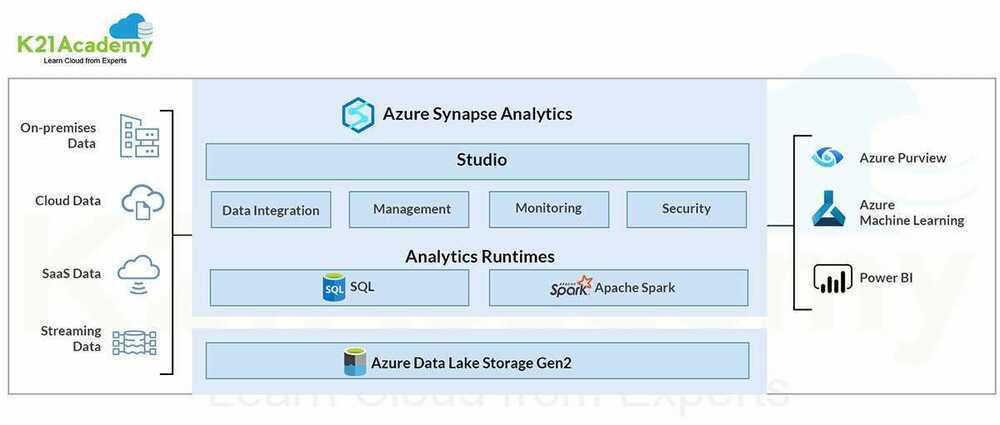 K21Academy
Learn Cloud from Experts
On-premises
Data
Cloud Data
SaaS Data
Streaming
Data
Azure Synapse Analytics
Studio
Data Integration
Management
Monitoring
Security
Analytics Runtimes
SQL
SQL
APACHE
Spark
Apache Spark
Azure Data Lake Storage Gen2
Azure Purview
Azure
Machine Learning
Power BI
K21Academy
Learn Cloud from Experts